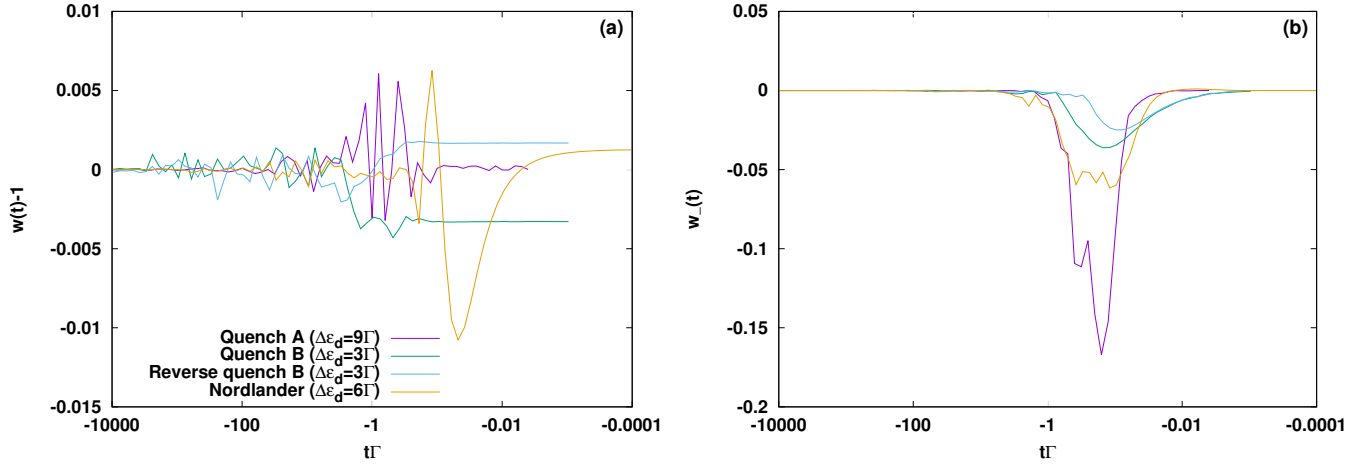 0.01
0.005
0
-0.005
-0.01
-0.015
w(t)-1
(a)
Quench A (Δε_d=9Γ)
Quench B (Δε_d=3Γ)
Reverse quench B (Δε_d=3Γ)
Nordlander (Δε_d=6Γ)
-10000 -100 -1 -0.01 -0.0001
tΓ
0.05
0
-0.05
-0.1
-0.15
-0.2
w_(t)
(b)
-10000 -100 -1 -0.01 -0.0001
tΓ